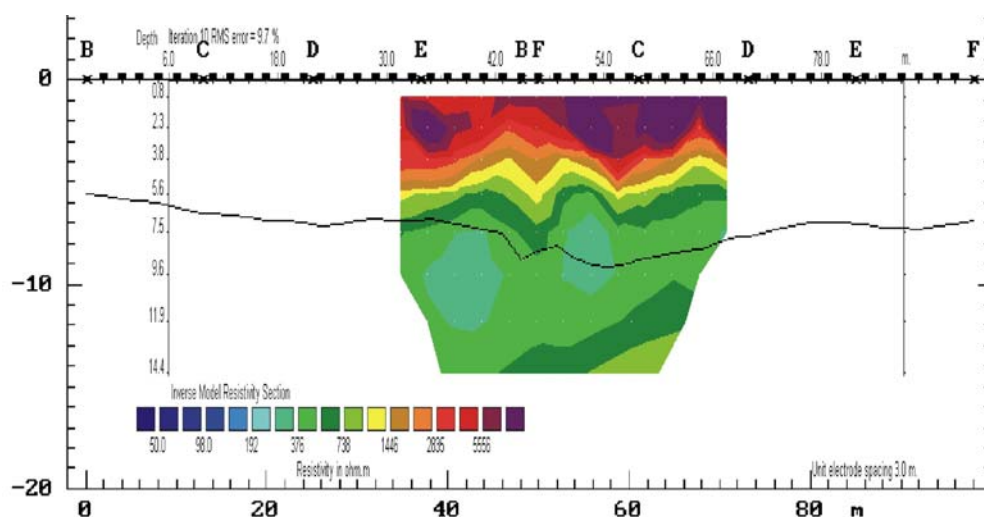 Depth Iteration 10 RMS error = 9.7 %
B C D E B F C D E F
6.0 18.0 30.0 42.0 54.0 66.0 78.0 m.
0
0.8
2.3
3.8
5.6
7.5
9.6
-10
11.9
14.4
Inverse Model Resistivity Section
50.0 98.0 192 376 738 1446 2835 5556
Resistivity in ohm.m Unit electrode spacing 3.0 m.
-20
0 20 40 60 80 m